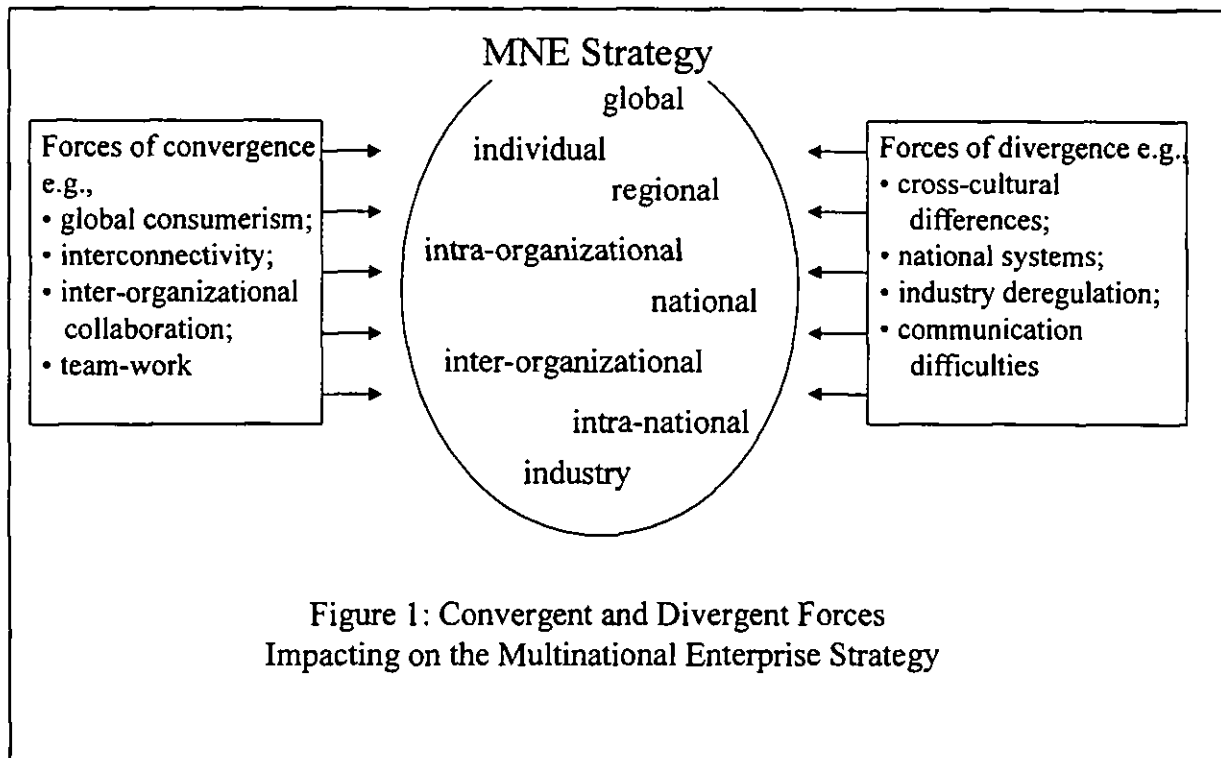 MNE Strategy
global
individual
regional
intra-organizational
national
inter-organizational
intra-national
industry
Forces of convergence
e.g.,
• global consumerism;
• interconnectivity;
• inter-organizational
collaboration;
• team-work
Forces of divergence e.g.,
• cross-cultural
differences;
• national systems;
• industry deregulation;
• communication
difficulties
Figure 1: Convergent and Divergent Forces
Impacting on the Multinational Enterprise Strategy